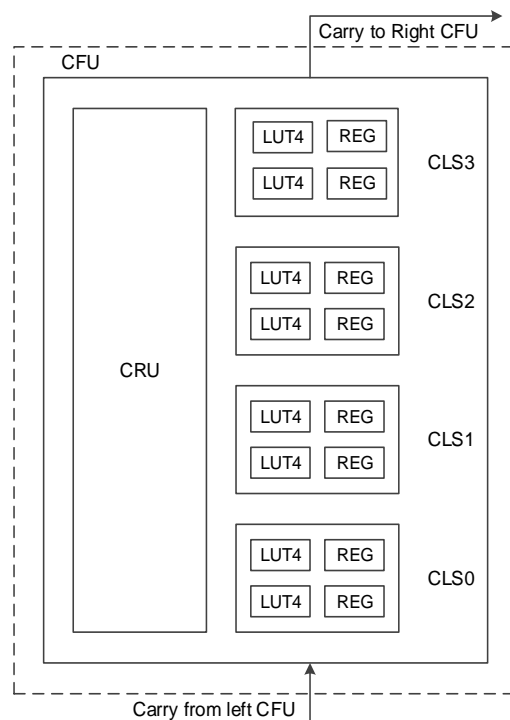 Carry to Right CFU
CFU
LUT4 REG
LUT4 REG
CLS3
LUT4 REG
LUT4 REG
CLS2
CRU
LUT4 REG
LUT4 REG
CLS1
LUT4 REG
LUT4 REG
CLS0
Carry from left CFU